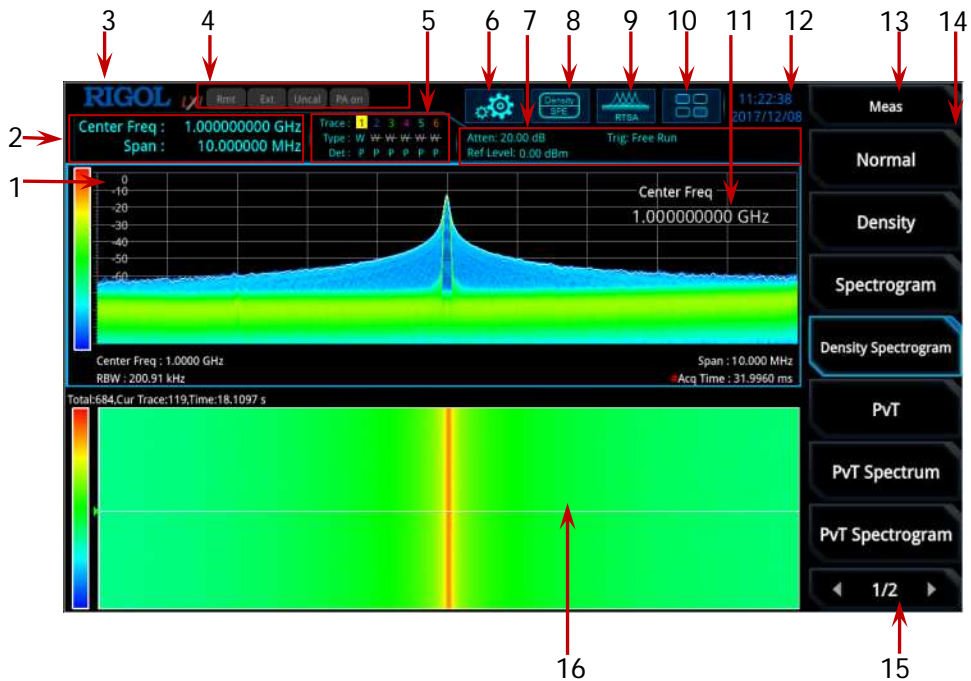 3 4 5 6 7 8 9 10 11 12 13 14
RIGOL LXI Rmt Ext Uncal PA on
Density
SPE
RTSA
11:22:38
2017/12/08
Meas
2
Center Freq : 1.000000000 GHz
Span : 10.000000 MHz
Trace : 1 2 3 4 5 6
Type : W W W W W W
Det : P P P P P P
Atten: 20.00 dB Trig: Free Run
Ref Level: 0.00 dBm
1
0
-10
-20
-30
-40
-50
-60
Center Freq
1.000000000 GHz
Center Freq : 1.0000 GHz Span : 10.000 MHz
RBW : 200.91 kHz #Acq Time : 31.9960 ms
Total:684,Cur Trace:119,Time:18.1097 s
Normal
Density
Spectrogram
Density Spectrogram
PvT
PvT Spectrum
PvT Spectrogram
1/2
16 15